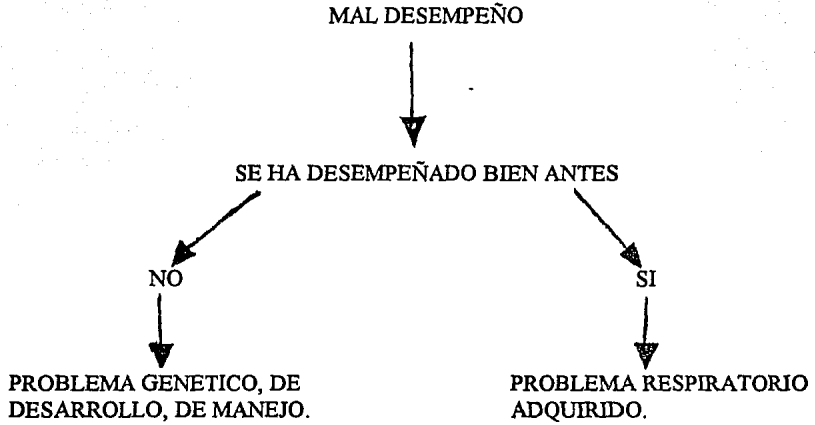 MAL DESEMPEÑO
SE HA DESEMPEÑADO BIEN ANTES
NO
SI
PROBLEMA GENETICO, DE
DESARROLLO, DE MANEJO.
PROBLEMA RESPIRATORIO
ADQUIRIDO.